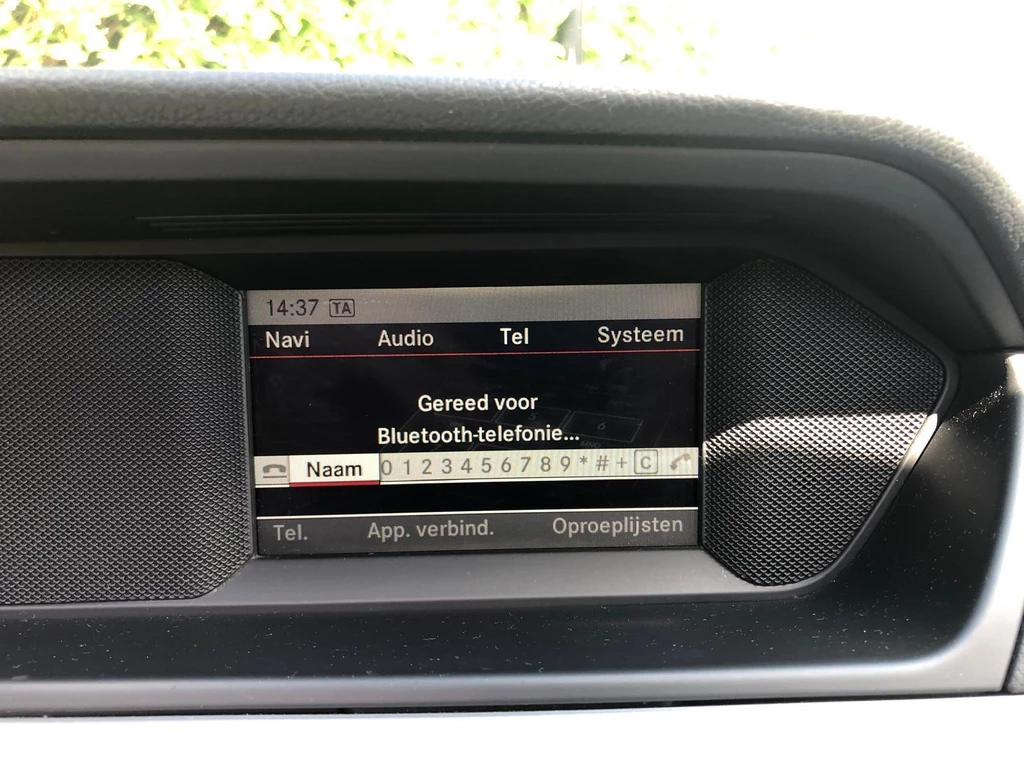 14:37 TA
Navi Audio Tel Systeem
Gereed voor
Bluetooth-telefonie...
Naam 0 1 2 3 4 5 6 7 8 9 * # + C
Tel. App. verbind. Oproeplijsten